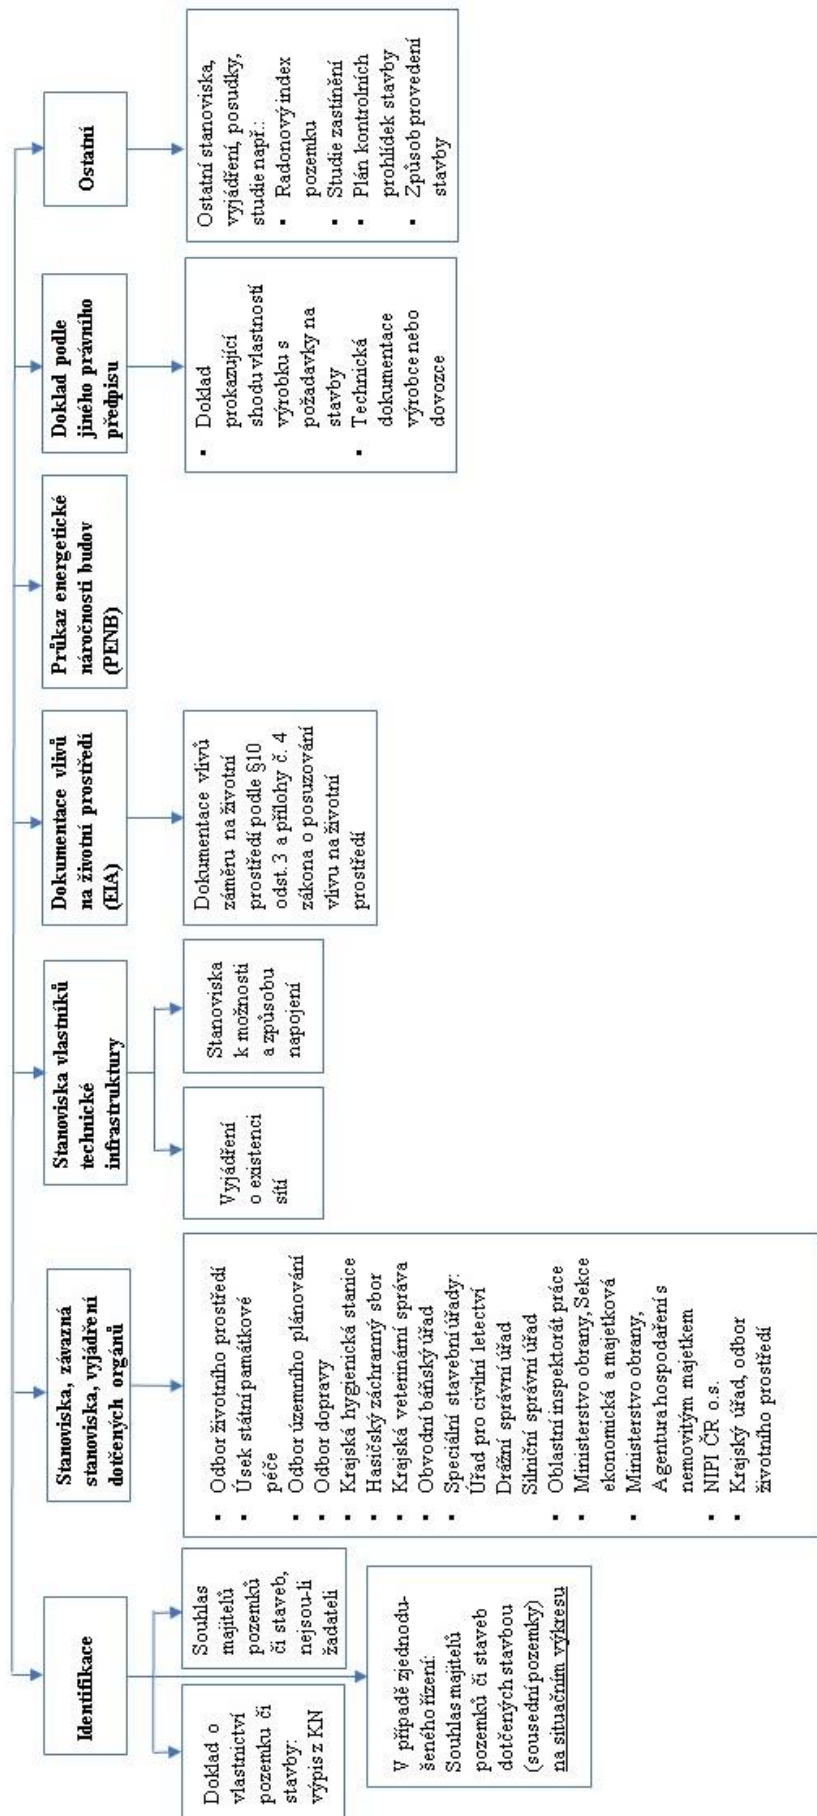 Identifikace
Doklad o
vlastnictví
pozemku či
stavby:
výpis z KN
Souhlas
majitelů
pozemků
či staveb,
nejsou-li
žadateli
V případě zjednodu-
šeného řízení:
Souhlas majitelů
pozemků či staveb
dotčených stavbou
(sousední pozemky)
na situačním výkresu
Stanoviska, závazná
stanoviska, vyjádření
dotčených orgánů
▪ Odbor životního prostředí
▪ Úsek státní památkové
péče
▪ Odbor územního plánování
▪ Odbor dopravy
▪ Krajská hygienická stanice
▪ Hasičský záchranný sbor
▪ Krajská veterinární správa
▪ Obvodní báňský úřad
▪ Speciální stavební úřady:
Úřad pro civilní letectví
Drážní správní úřad
Silniční správní úřad
▪ Oblastní inspektorát práce
▪ Ministerstvo obrany, Sekce
ekonomická a majetková
▪ Ministerstvo obrany,
Agentura hospodaření s
nemovitým majetkem
▪ NIPI ČR o.s.
▪ Krajský úřad, odbor
životního prostředí
Stanoviska vlastníků
technické
infrastruktury
Vyjádření
o existenci
sítí
Stanoviska
k možnosti
a způsobu
napojení
Dokumentace vlivů
na životní prostředí
(EIA)
Dokumentace vlivů
záměru na životní
prostředí podle §10
odst. 3 a přílohy č. 4
zákona o posuzování
vlivu na životní
prostředí
Průkaz energetické
náročnosti budov
(PENB)
Doklad podle
jiného právního
předpisu
▪ Doklad
prokazující
shodu vlastností
výrobku s
požadavky na
stavby
▪ Technická
dokumentace
výrobce nebo
dovozce
Ostatní
Ostatní stanoviska,
vyjádření, posudky,
studie např.:
▪ Radonový index
pozemku
▪ Studie zastínění
▪ Plán kontrolních
prohlídek stavby
▪ Způsob provedení
stavby